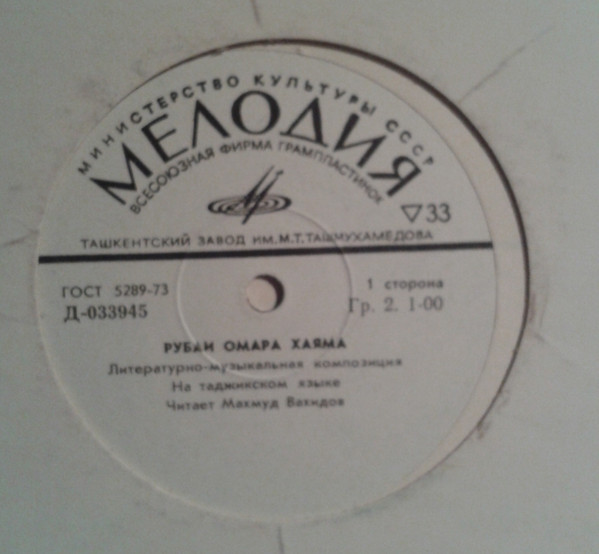 МИНИСТЕРСТВО КУЛЬТУРЫ СССР
МЕЛОДИЯ
ВСЕСОЮЗНАЯ ФИРМА ГРАМПЛАСТИНОК
▽33
ТАШКЕНТСКИЙ ЗАВОД ИМ.М.Т.ТАШМУХАМЕДОВА
ГОСТ 5289-73
1 сторона
Д-033945
Гр. 2. 1-00
РУБАИ ОМАРА ХАЯМА
Литературно-музыкальная композиция
На таджикском языке
Читает Махмуд Вахидов